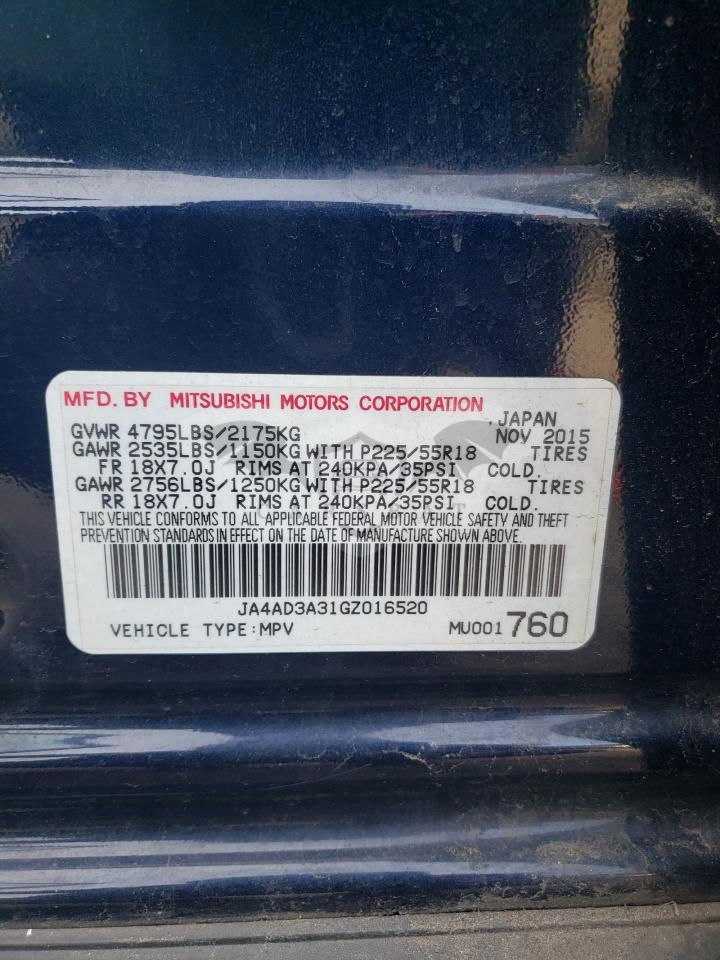 MFD. BY MITSUBISHI MOTORS CORPORATION
JAPAN
GVWR 4795LBS/2175KG NOV 2015
GAWR 2535LBS/1150KG WITH P225/55R18 TIRES
FR 18X7.0J RIMS AT 240KPA/35PSI COLD.
GAWR 2756LBS/1250KG WITH P225/55R18 TIRES
RR 18X7.0J RIMS AT 240KPA/35PSI COLD.
THIS VEHICLE CONFORMS TO ALL APPLICABLE FEDERAL MOTOR VEHICLE SAFETY AND THEFT
PREVENTION STANDARDS IN EFFECT ON THE DATE OF MANUFACTURE SHOWN ABOVE.
JA4AD3A31GZ016520
VEHICLE TYPE:MPV MU001760